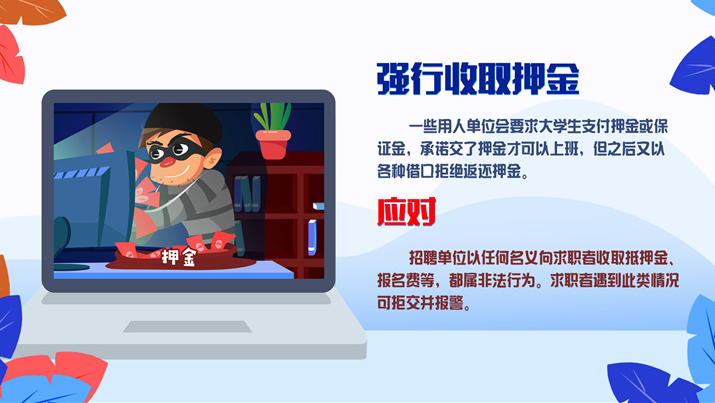 强行收取押金
一些用人单位会要求大学生支付押金或保
证金，承诺交了押金才可以上班，但之后又以
各种借口拒绝返还押金。
应对
招聘单位以任何名义向求职者收取抵押金、
报名费等，都属非法行为。求职者遇到此类情况
可拒交并报警。
押金